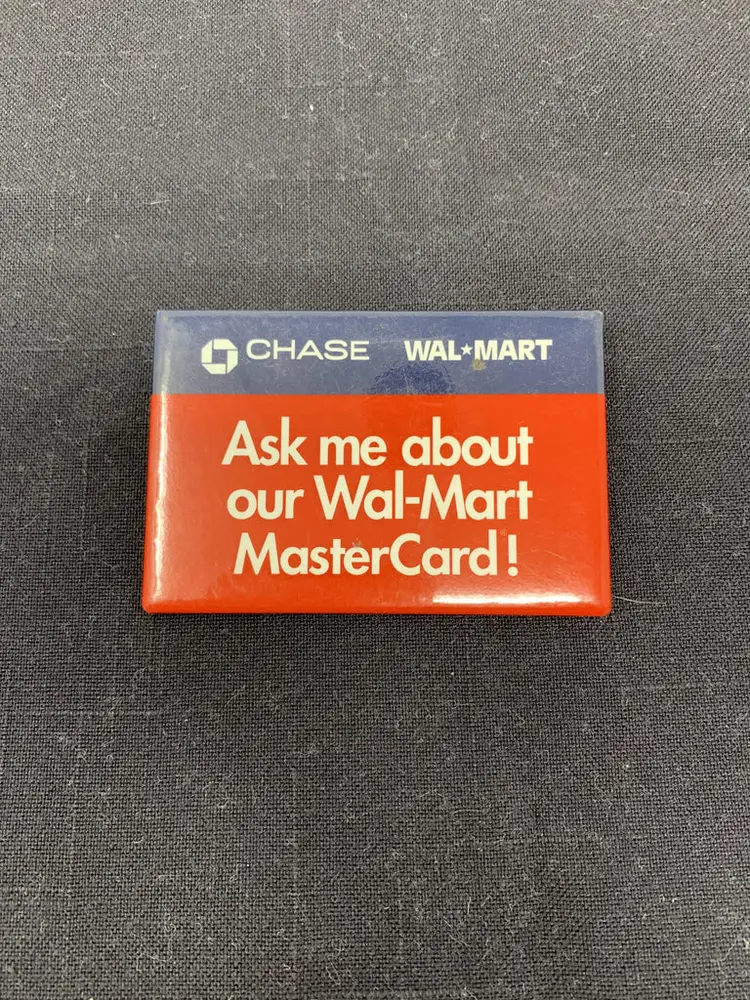 CHASE WAL★MART
Ask me about
our Wal-Mart
MasterCard!